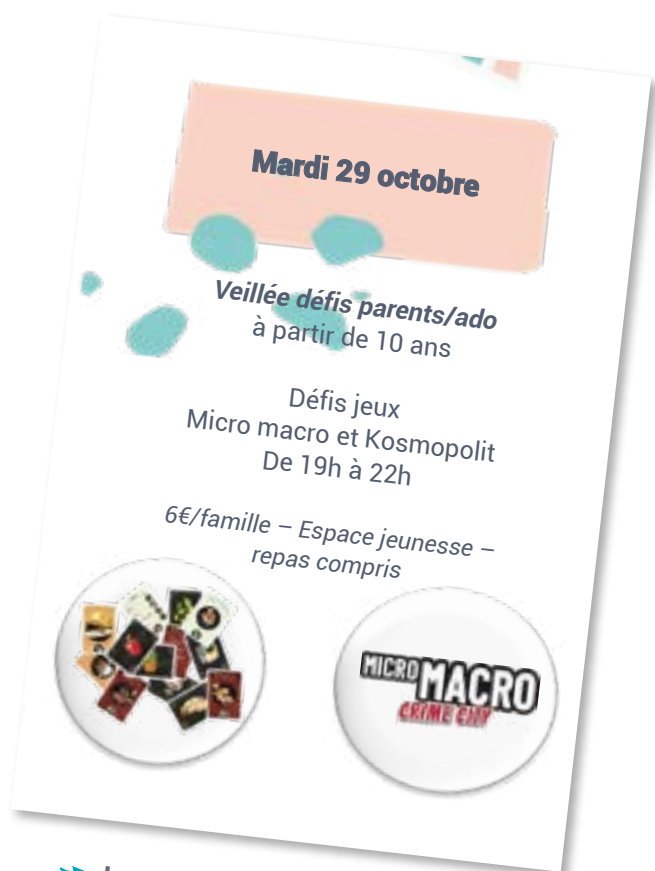 Mardi 29 octobre
Veillée défis parents/ado
à partir de 10 ans
Défis jeux
Micro macro et Kosmopolit
De 19h à 22h
6€/famille – Espace jeunesse –
repas compris
MICRO MACRO
CRIME CITY